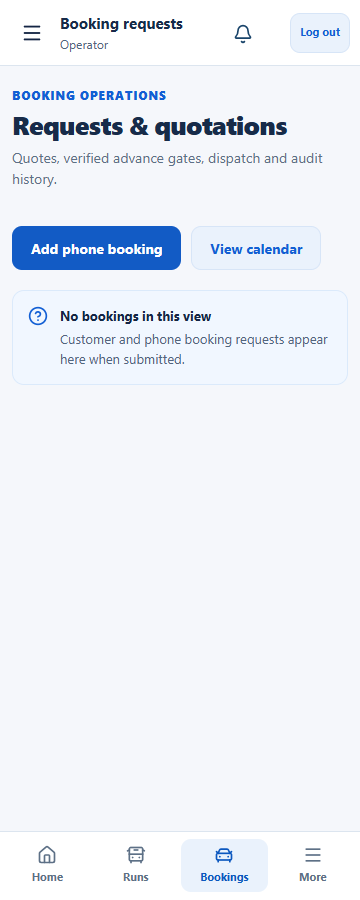 Booking requests
Operator
Log out
BOOKING OPERATIONS
Requests & quotations
Quotes, verified advance gates, dispatch and audit
history.
Add phone booking
View calendar
No bookings in this view
Customer and phone booking requests appear
here when submitted.
Home
Runs
Bookings
More